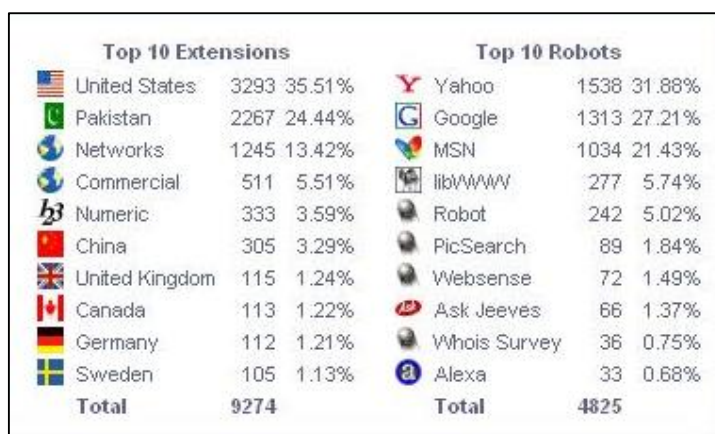 Top 10 Extensions Top 10 Robots
United States 3293 35.51% Yahoo 1538 31.88%
Pakistan 2267 24.44% Google 1313 27.21%
Networks 1245 13.42% MSN 1034 21.43%
Commercial 511 5.51% libWWW 277 5.74%
123 Numeric 333 3.59% Robot 242 5.02%
China 305 3.29% PicSearch 89 1.84%
United Kingdom 115 1.24% Websense 72 1.49%
Canada 113 1.22% Ask Jeeves 66 1.37%
Germany 112 1.21% Whois Survey 36 0.75%
Sweden 105 1.13% a Alexa 33 0.68%
Total 9274 Total 4825